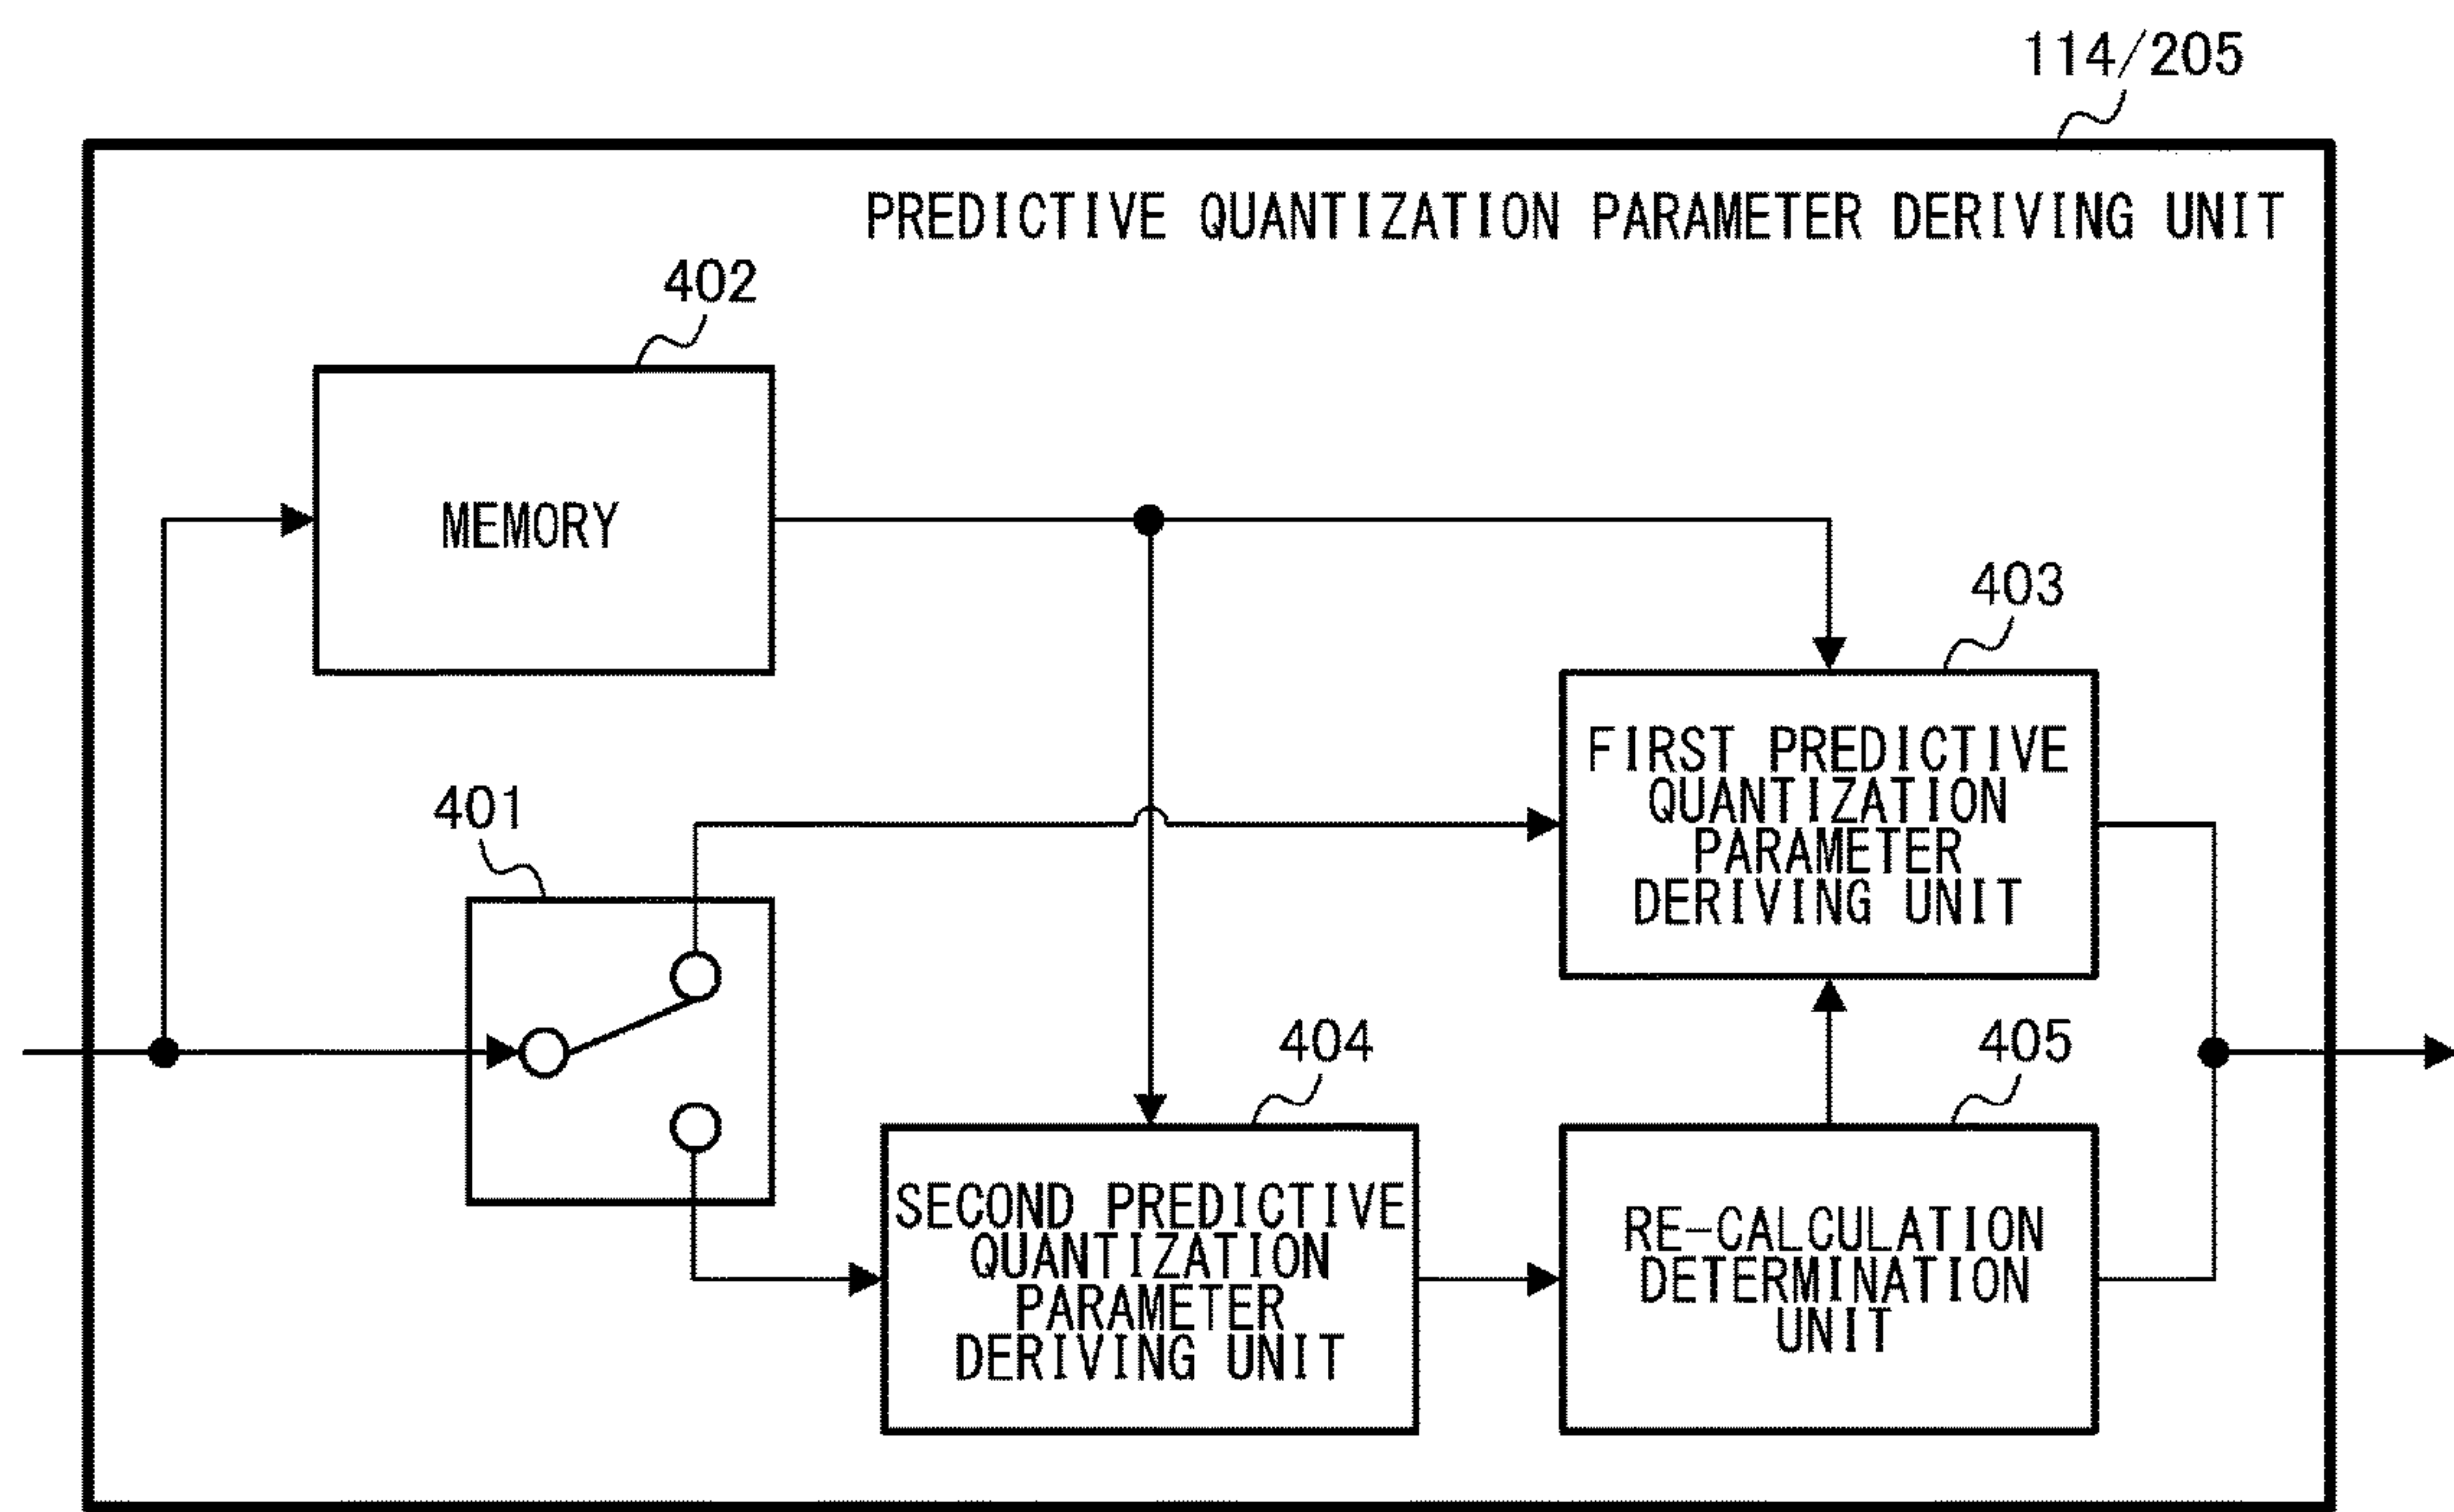 114/205
PREDICTIVE QUANTIZATION PARAMETER DERIVING UNIT
402
MEMORY
403
FIRST PREDICTIVE
QUANTIZATION
PARAMETER
DERIVING UNIT
401
404
SECOND PREDICTIVE
QUANTIZATION
PARAMETER
DERIVING UNIT
405
RE-CALCULATION
DETERMINATION
UNIT